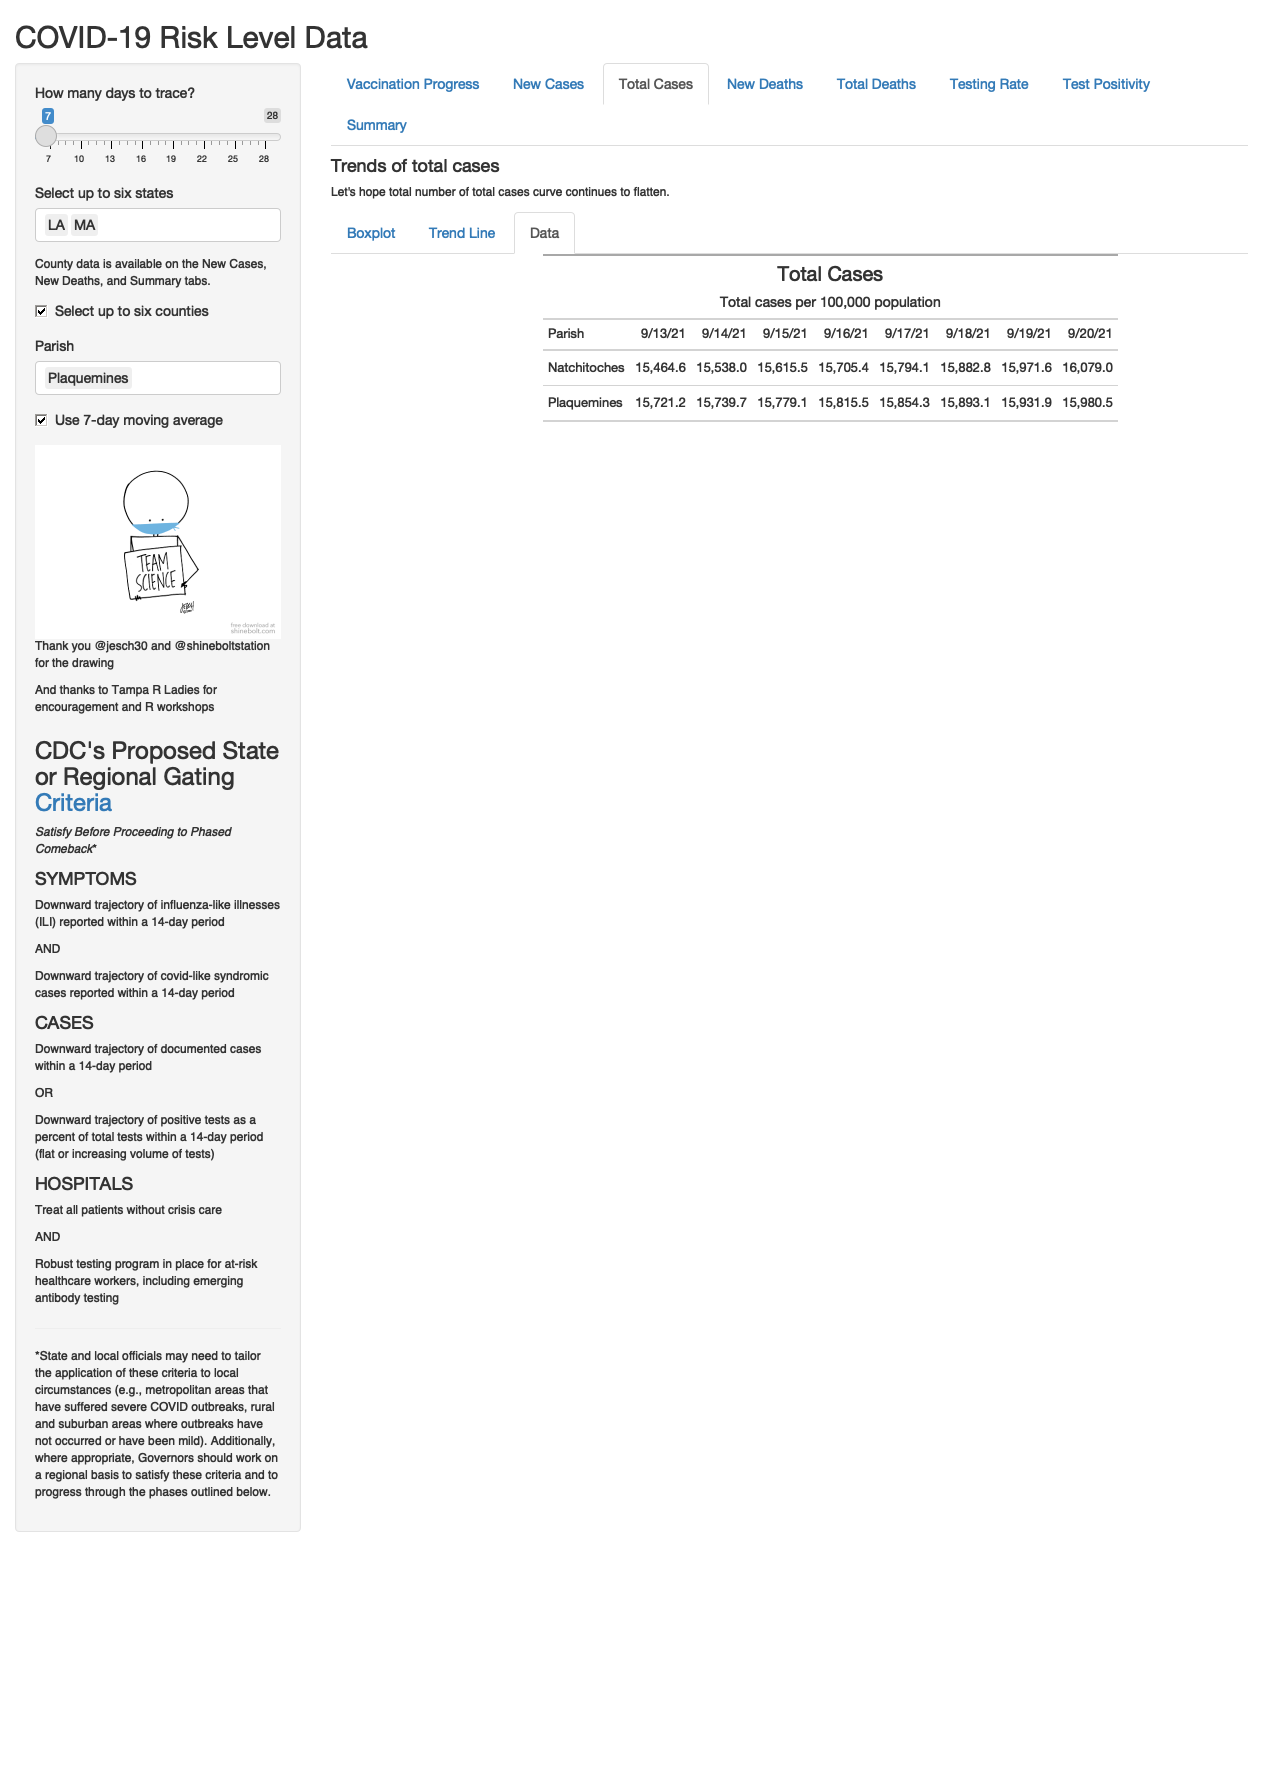 COVID-19 Risk Level Data
How many days to trace?
7 28
7 10 13 16 19 22 25 28
Select up to six states
LA MA
County data is available on the New Cases,
New Deaths, and Summary tabs.
Select up to six counties
Parish
Plaquemines
Use 7-day moving average
TEAM
SCIENCE
free download at
shinebolt.com
Thank you @jesch30 and @shineboltstation
for the drawing
And thanks to Tampa R Ladies for
encouragement and R workshops
CDC's Proposed State
or Regional Gating
Criteria
Satisfy Before Proceeding to Phased
Comeback*
SYMPTOMS
Downward trajectory of influenza-like illnesses
(ILI) reported within a 14-day period
AND
Downward trajectory of covid-like syndromic
cases reported within a 14-day period
CASES
Downward trajectory of documented cases
within a 14-day period
OR
Downward trajectory of positive tests as a
percent of total tests within a 14-day period
(flat or increasing volume of tests)
HOSPITALS
Treat all patients without crisis care
AND
Robust testing program in place for at-risk
healthcare workers, including emerging
antibody testing
*State and local officials may need to tailor
the application of these criteria to local
circumstances (e.g., metropolitan areas that
have suffered severe COVID outbreaks, rural
and suburban areas where outbreaks have
not occurred or have been mild). Additionally,
where appropriate, Governors should work on
a regional basis to satisfy these criteria and to
progress through the phases outlined below.
Vaccination Progress New Cases Total Cases New Deaths Total Deaths Testing Rate Test Positivity
Summary
Trends of total cases
Let's hope total number of total cases curve continues to flatten.
Boxplot Trend Line Data
Total Cases
Total cases per 100,000 population
Parish 9/13/21 9/14/21 9/15/21 9/16/21 9/17/21 9/18/21 9/19/21 9/20/21
Natchitoches 15,464.6 15,538.0 15,615.5 15,705.4 15,794.1 15,882.8 15,971.6 16,079.0
Plaquemines 15,721.2 15,739.7 15,779.1 15,815.5 15,854.3 15,893.1 15,931.9 15,980.5